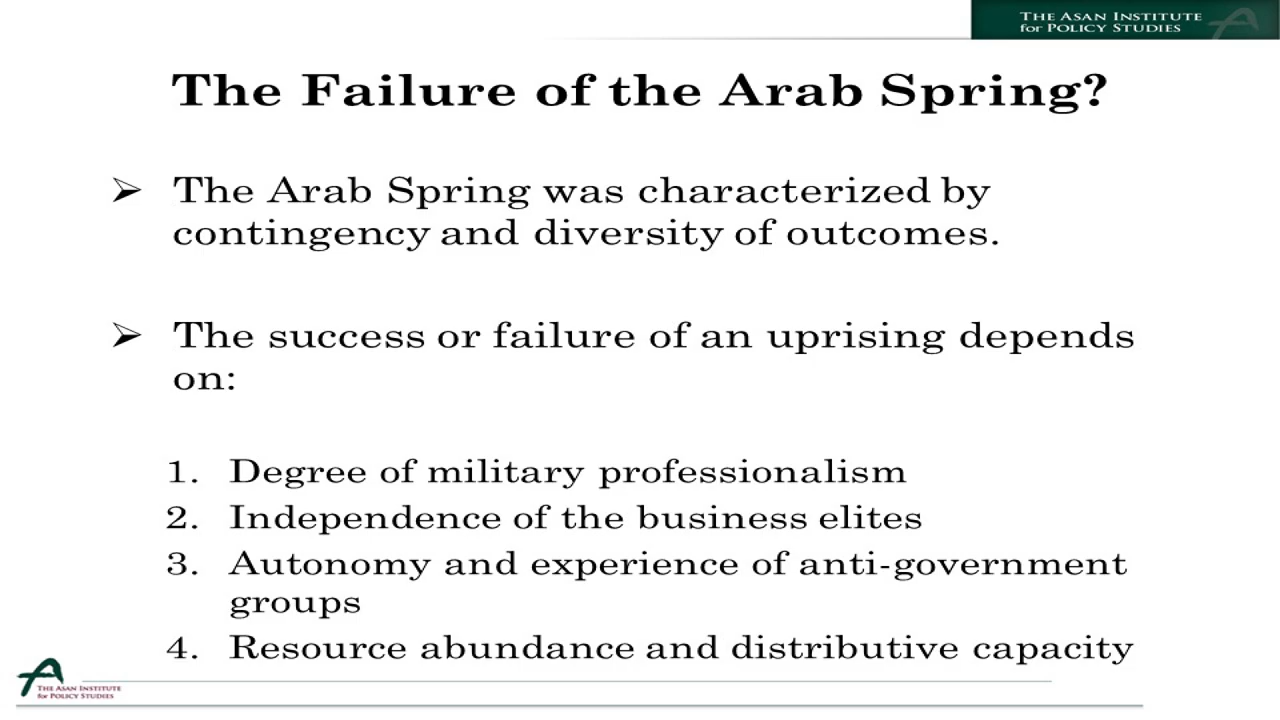 THE ASAN INSTITUTE
for POLICY STUDIES
The Failure of the Arab Spring?
➢ The Arab Spring was characterized by
contingency and diversity of outcomes.
➢ The success or failure of an uprising depends
on:
1. Degree of military professionalism
2. Independence of the business elites
3. Autonomy and experience of anti-government
groups
4. Resource abundance and distributive capacity
THE ASAN INSTITUTE
for POLICY STUDIES